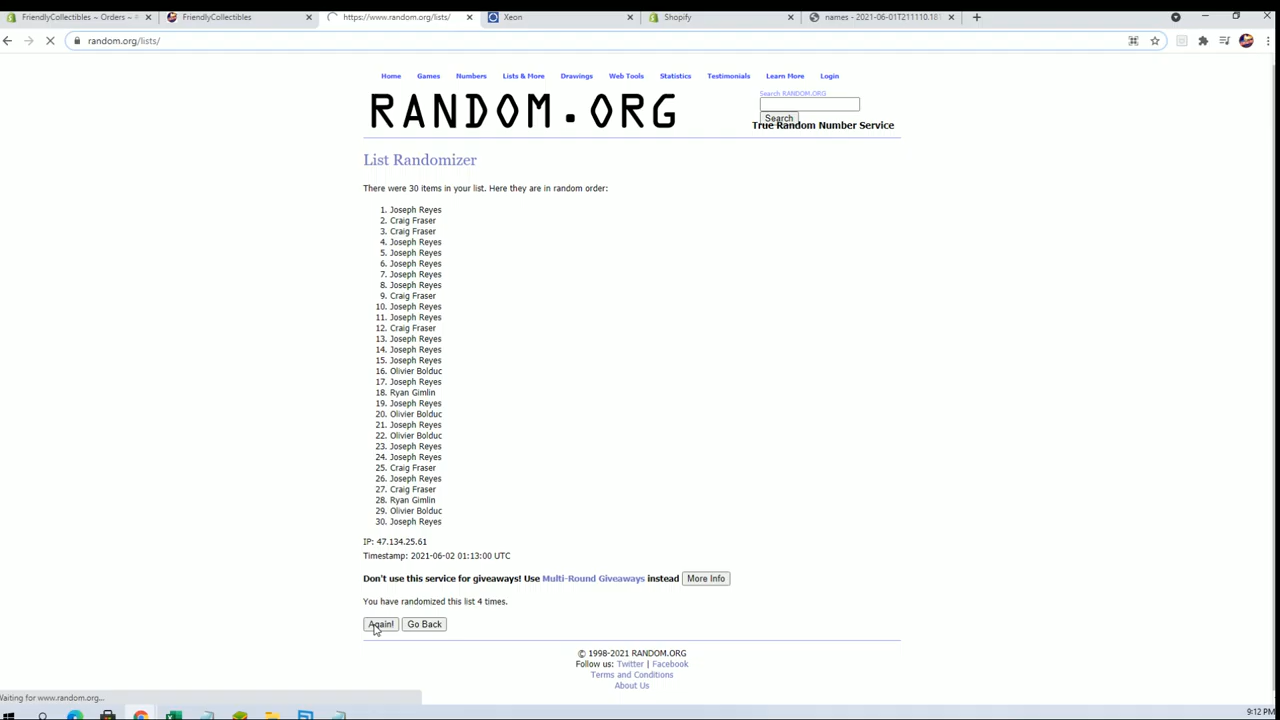 FriendlyCollectibles ~ Orders ~
FriendlyCollectibles
https://www.random.org/lists/
Xeon
Shopify
names - 2021-06-01T211110.18
random.org/lists/
Home Games Numbers Lists & More Drawings Web Tools Statistics Testimonials Learn More Login
Search RANDOM.ORG
RANDOM.ORG
Search
True Random Number Service
List Randomizer
There were 30 items in your list. Here they are in random order:
1. Joseph Reyes
2. Craig Fraser
3. Craig Fraser
4. Joseph Reyes
5. Joseph Reyes
6. Joseph Reyes
7. Joseph Reyes
8. Joseph Reyes
9. Craig Fraser
10. Joseph Reyes
11. Joseph Reyes
12. Craig Fraser
13. Joseph Reyes
14. Joseph Reyes
15. Joseph Reyes
16. Olivier Bolduc
17. Joseph Reyes
18. Ryan Gimlin
19. Joseph Reyes
20. Olivier Bolduc
21. Joseph Reyes
22. Olivier Bolduc
23. Joseph Reyes
24. Joseph Reyes
25. Craig Fraser
26. Joseph Reyes
27. Craig Fraser
28. Ryan Gimlin
29. Olivier Bolduc
30. Joseph Reyes
IP: 47.134.25.61
Timestamp: 2021-06-02 01:13:00 UTC
Don't use this service for giveaways! Use Multi-Round Giveaways instead More Info
You have randomized this list 4 times.
Again! Go Back
© 1998-2021 RANDOM.ORG
Follow us: Twitter | Facebook
Terms and Conditions
About Us
Waiting for www.random.org...
9:12 PM